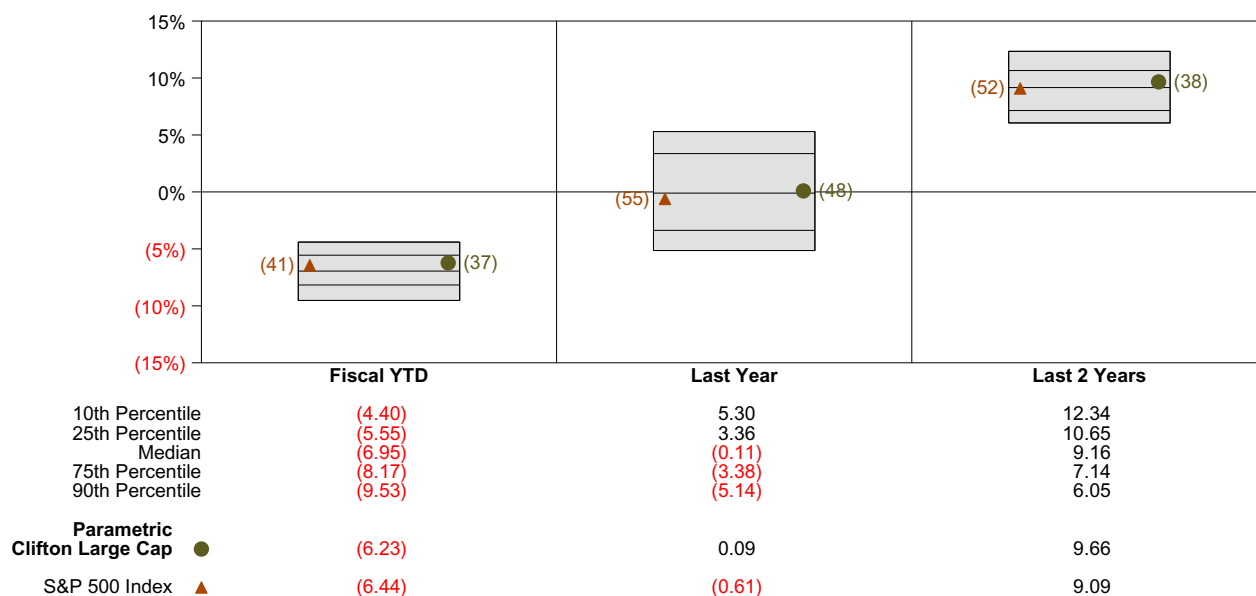 15%
10%
5%
0%
(5%)
(10%)
(15%)
(41) (37)
(55) (48)
(52) (38)
Fiscal YTD Last Year Last 2 Years
10th Percentile (4.40) 5.30 12.34
25th Percentile (5.55) 3.36 10.65
Median (6.95) (0.11) 9.16
75th Percentile (8.17) (3.38) 7.14
90th Percentile (9.53) (5.14) 6.05
Parametric
Clifton Large Cap (6.23) 0.09 9.66
S&P 500 Index (6.44) (0.61) 9.09